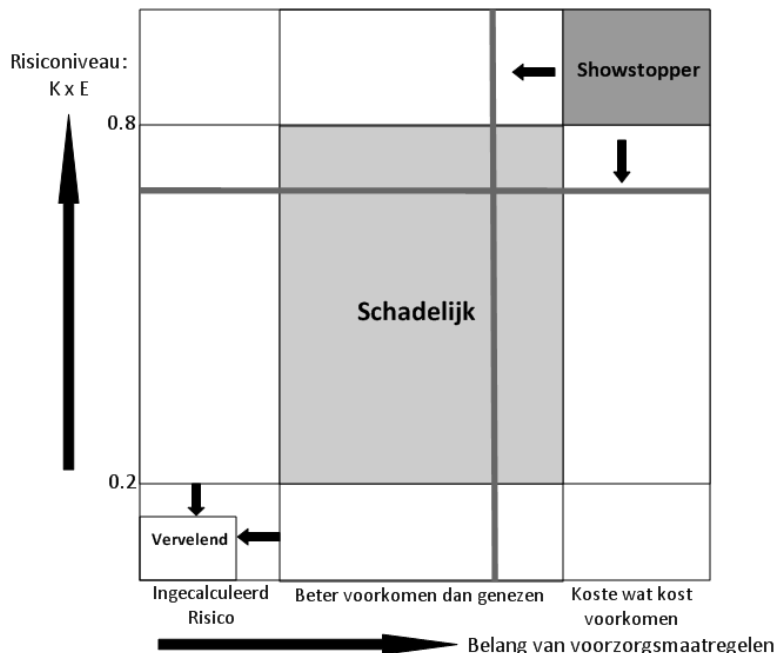 Risiconiveau:
K x E
Showstopper
0.8
Schadelijk
0.2
Vervelend
Ingecalculeerd
Risico
Beter voorkomen dan genezen
Koste wat kost
voorkomen
Belang van voorzorgsmaatregelen